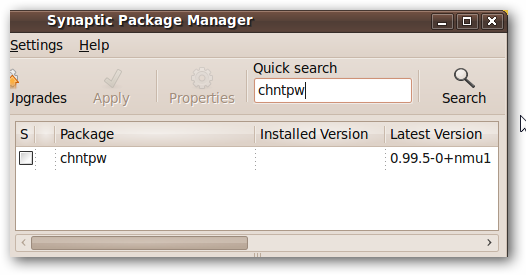 Synaptic Package Manager
Settings Help
Quick search
Upgrades Apply Properties chntpw Search
S Package Installed Version Latest Version
chntpw 0.99.5-0+nmu1